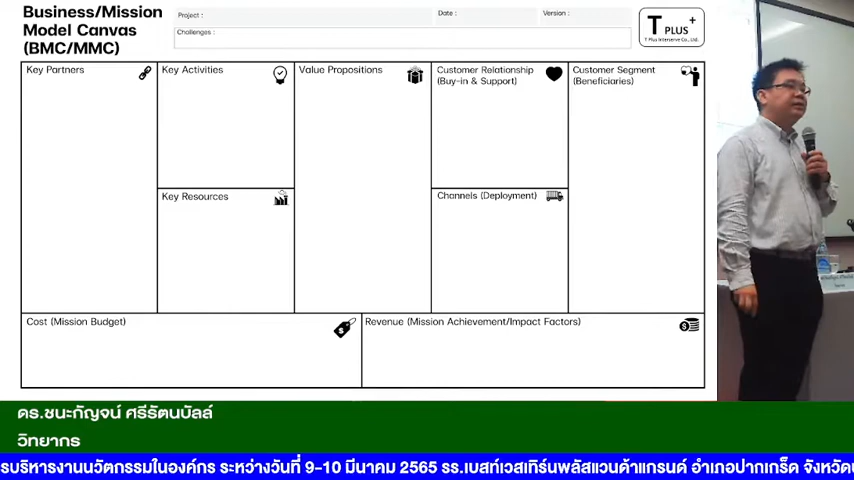 Business/Mission
Model Canvas
(BMC/MMC)
Project :
Date :
Version :
Challenges :
T PLUS+
T Plus Interserve Co., Ltd.
Key Partners
Key Activities
Value Propositions
Customer Relationship
(Buy-in & Support)
Customer Segment
(Beneficiaries)
Key Resources
Channels (Deployment)
Cost (Mission Budget)
Revenue (Mission Achievement/Impact Factors)
ดร.ชนะกัญจน์ ศรีรัตนบัลล์
วิทยากร
รบริหารงานนวัตกรรมในองค์กร ระหว่างวันที่ 9-10 มีนาคม 2565 รร.เบสท์เวสเทิร์นพลัสแวนด้าแกรนด์ อำเภอปากเกร็ด จังหวัด